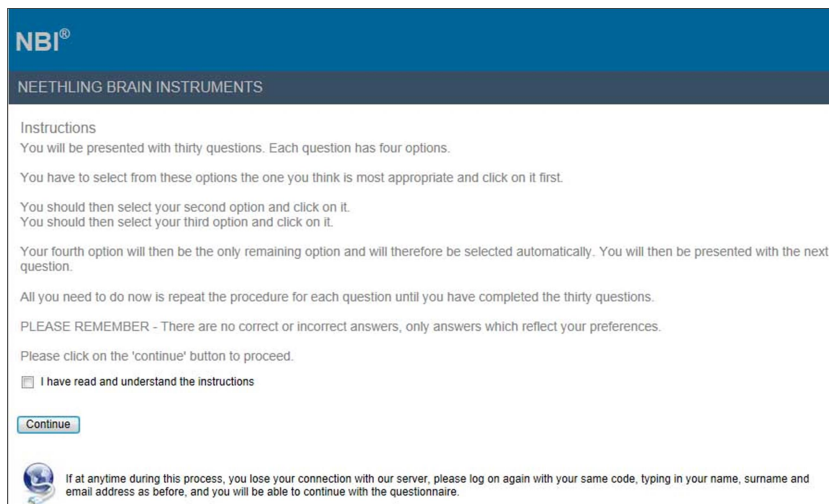 NBI®
NEETHLING BRAIN INSTRUMENTS
Instructions
You will be presented with thirty questions. Each question has four options.
You have to select from these options the one you think is most appropriate and click on it first.
You should then select your second option and click on it.
You should then select your third option and click on it.
Your fourth option will then be the only remaining option and will therefore be selected automatically. You will then be presented with the next
question.
All you need to do now is repeat the procedure for each question until you have completed the thirty questions.
PLEASE REMEMBER - There are no correct or incorrect answers, only answers which reflect your preferences.
Please click on the 'continue' button to proceed.
I have read and understand the instructions
Continue
If at anytime during this process, you lose your connection with our server, please log on again with your same code, typing in your name, surname and
email address as before, and you will be able to continue with the questionnaire.